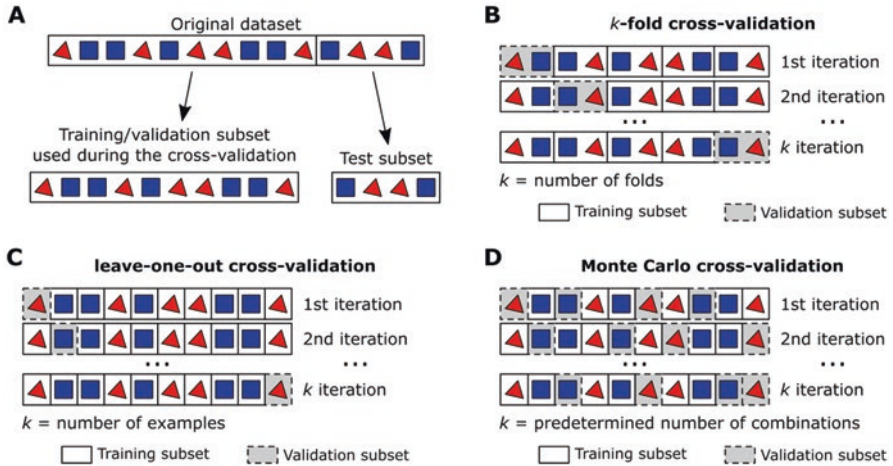 A
Original dataset
Training/validation subset
used during the cross-validation
Test subset
B
k-fold cross-validation
1st iteration
2nd iteration
... ...
k iteration
k = number of folds
Training subset
Validation subset
C
leave-one-out cross-validation
1st iteration
2nd iteration
... ...
k iteration
k = number of examples
Training subset
Validation subset
D
Monte Carlo cross-validation
1st iteration
2nd iteration
... ...
k iteration
k = predetermined number of combinations
Training subset
Validation subset